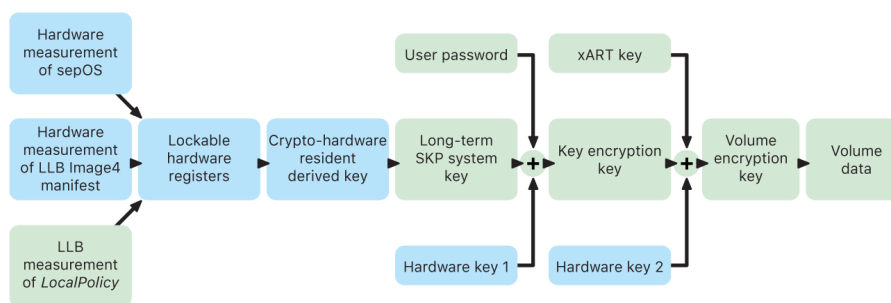 Hardware
measurement
of sepOS
User password
xART key
Hardware
measurement
of LLB Image4
manifest
Lockable
hardware
registers
Crypto-hardware
resident
derived key
Long-term
SKP system
key
+
Key encryption
key
+
Volume
encryption
key
Volume
data
LLB
measurement
of LocalPolicy
Hardware key 1
Hardware key 2